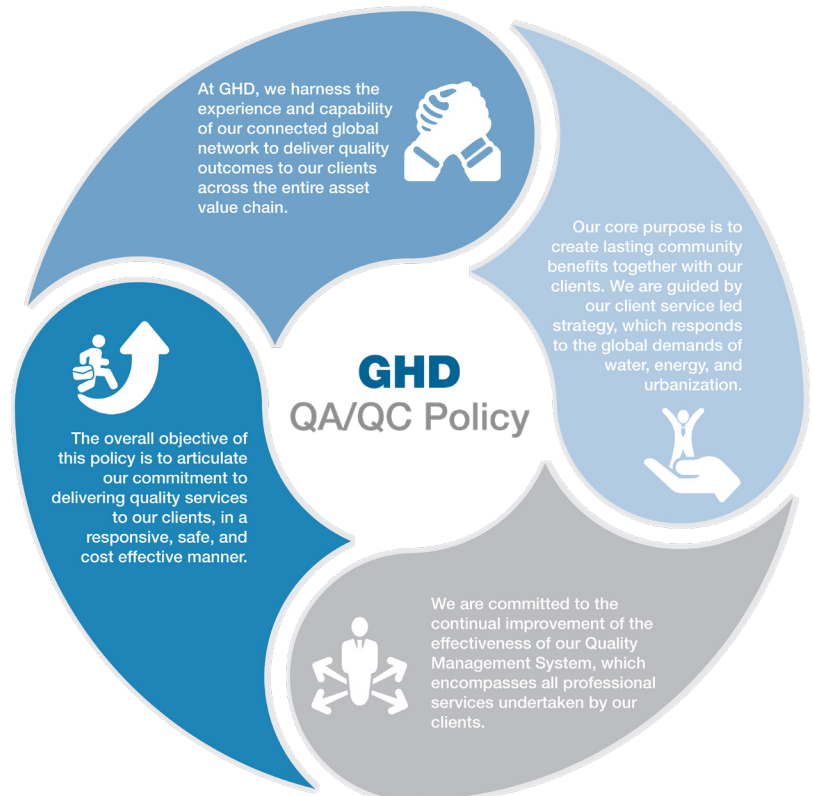 At GHD, we harness the
experience and capability
of our connected global
network to deliver quality
outcomes to our clients
across the entire asset
value chain.
Our core purpose is to
create lasting community
benefits together with our
clients. We are guided by
our client service led
strategy, which responds
to the global demands of
water, energy, and
urbanization.
GHD
QA/QC Policy
The overall objective of
this policy is to articulate
our commitment to
delivering quality services
to our clients, in a
responsive, safe, and
cost effective manner.
We are committed to the
continual improvement of the
effectiveness of our Quality
Management System, which
encompasses all professional
services undertaken by our
clients.